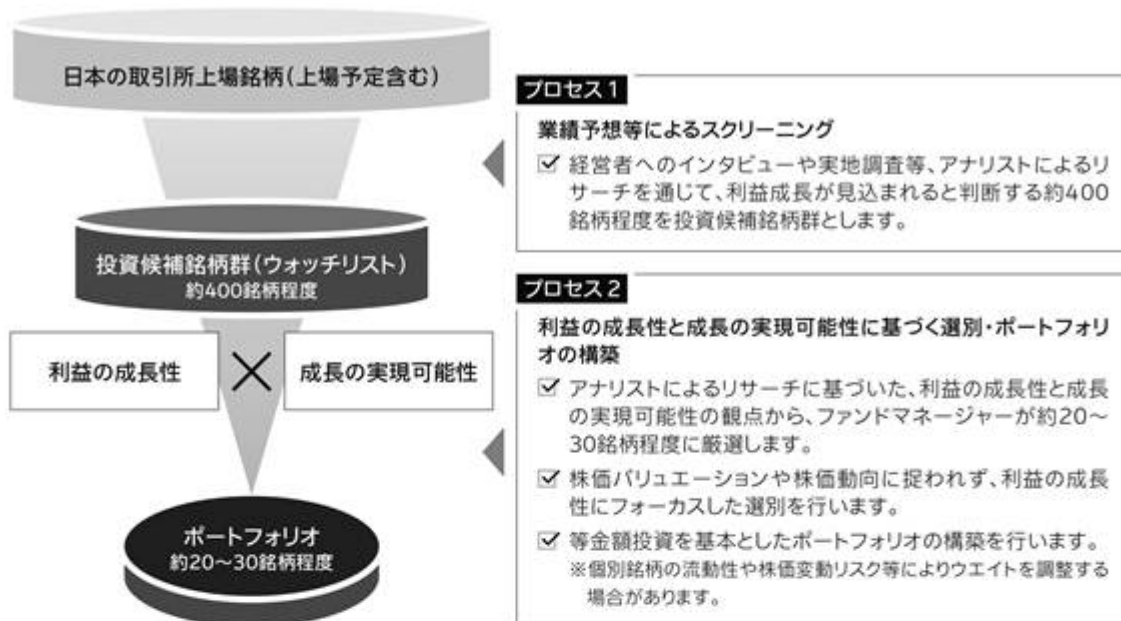 日本の取引所上場銘柄(上場予定含む)
投資候補銘柄群(ウォッチリスト)
約400銘柄程度
利益の成長性
×
成長の実現可能性
ポートフォリオ
約20～30銘柄程度
プロセス1
業績予想等によるスクリーニング
経営者へのインタビューや実地調査等、アナリストによるリ
サーチを通じて、利益成長が見込まれると判断する約400
銘柄程度を投資候補銘柄群とします。
プロセス2
利益の成長性と成長の実現可能性に基づく選別・ポートフォリ
オの構築
アナリストによるリサーチに基づいた、利益の成長性と成長
の実現可能性の観点から、ファンドマネージャーが約20～
30銘柄程度に厳選します。
株価バリュエーションや株価動向に捉われず、利益の成長
性にフォーカスした選別を行います。
等金額投資を基本としたポートフォリオの構築を行います。
※個別銘柄の流動性や株価変動リスク等によりウエイトを調整する
場合があります。